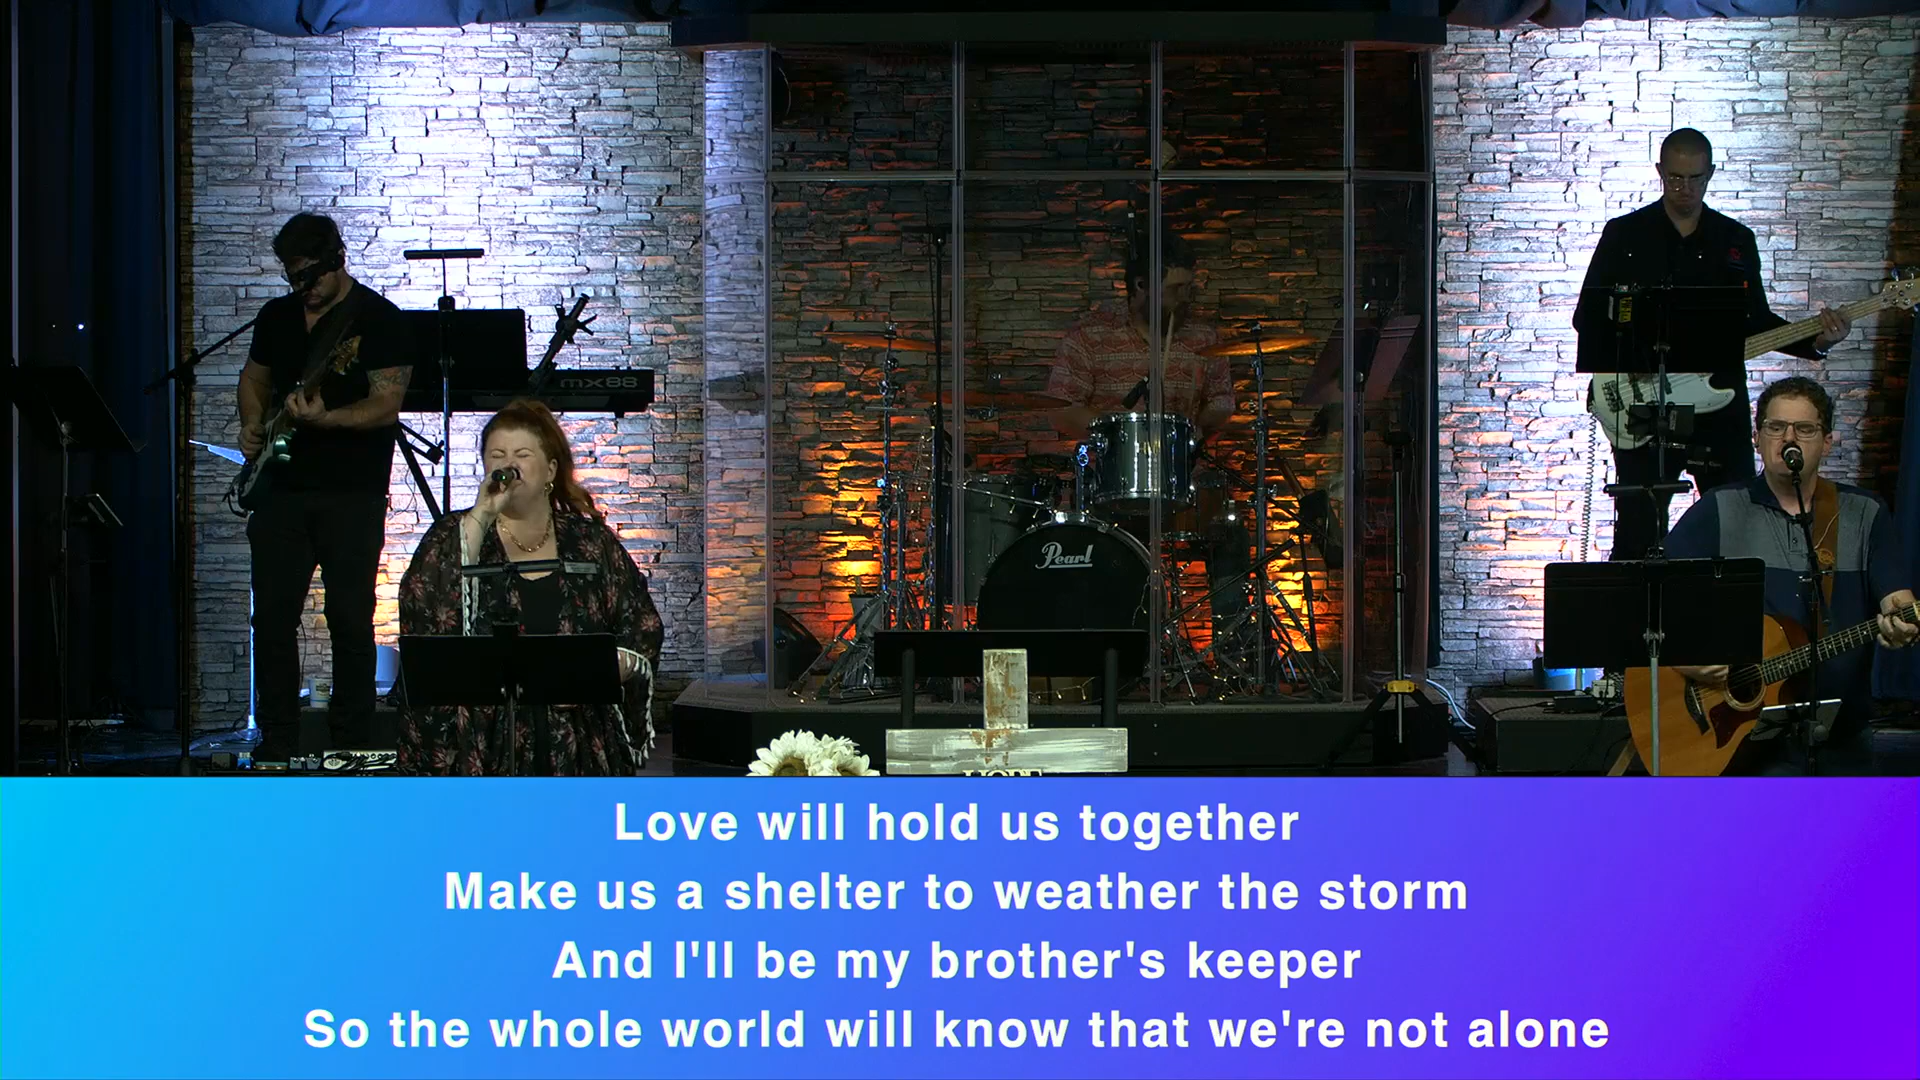 mx88
Pearl
HOPE
Love will hold us together
Make us a shelter to weather the storm
And I'll be my brother's keeper
So the whole world will know that we're not alone